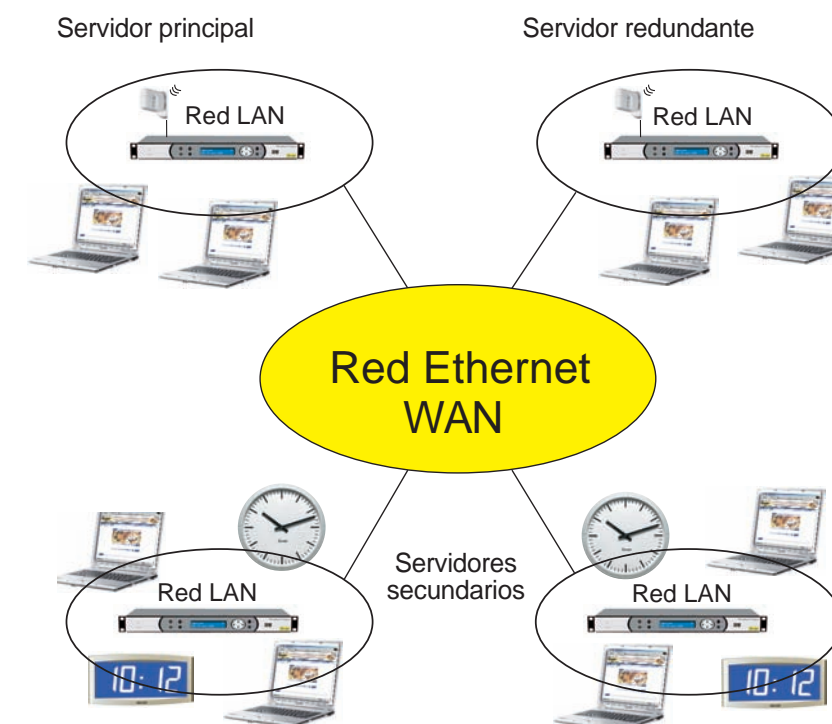 Servidor principal
Servidor redundante
Red LAN
Red LAN
Red Ethernet
WAN
Servidores
secundarios
Red LAN
Red LAN
10:12
10:12